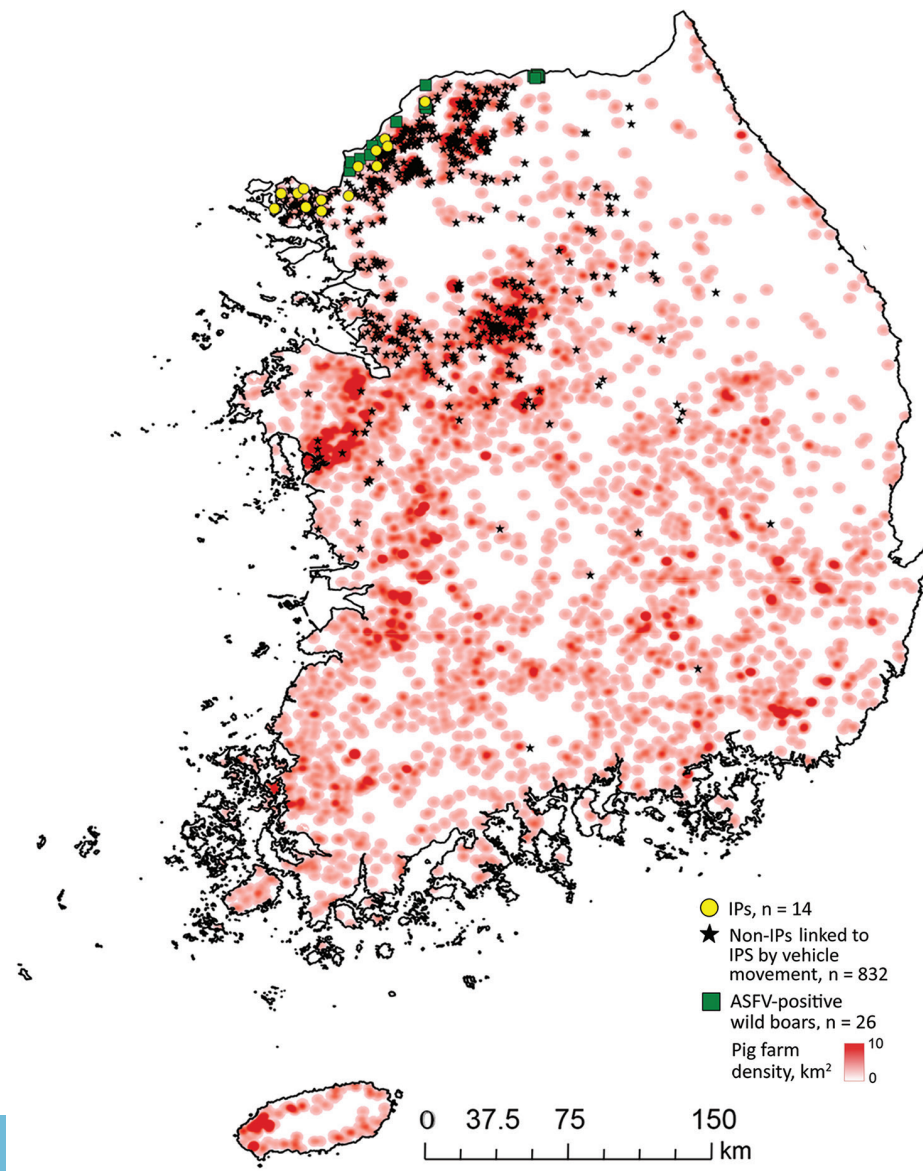 IPs, n = 14
Non-IPs linked to
IPS by vehicle
movement, n = 832
ASFV-positive
wild boars, n = 26
Pig farm
density, km²
10
0
0 37.5 75 150
km